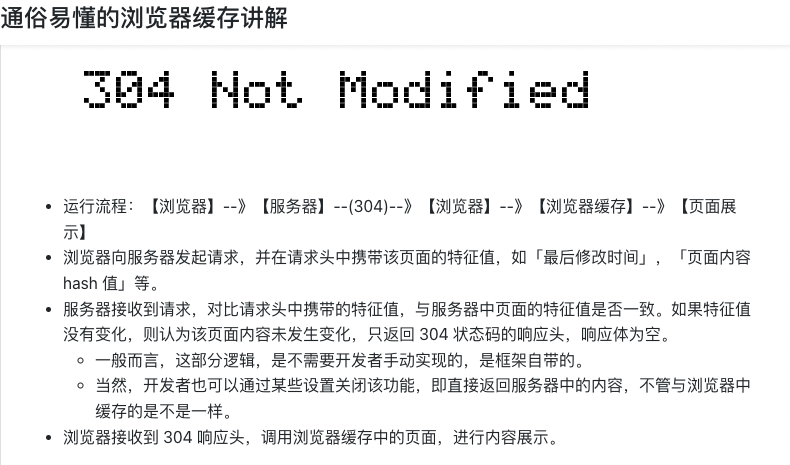 通俗易懂的浏览器缓存讲解
304 Not Modified
运行流程：【浏览器】--》【服务器】--(304)--》【浏览器】--》【浏览器缓存】--》【页面展
示】
浏览器向服务器发起请求，并在请求头中携带该页面的特征值，如「最后修改时间」，「页面内容
hash 值」等。
服务器接收到请求，对比请求头中携带的特征值，与服务器中页面的特征值是否一致。如果特征值
没有变化，则认为该页面内容未发生变化，只返回 304 状态码的响应头，响应体为空。
一般而言，这部分逻辑，是不需要开发者手动实现的，是框架自带的。
当然，开发者也可以通过某些设置关闭该功能，即直接返回服务器中的内容，不管与浏览器中
缓存的是不是一样。
浏览器接收到 304 响应头，调用浏览器缓存中的页面，进行内容展示。